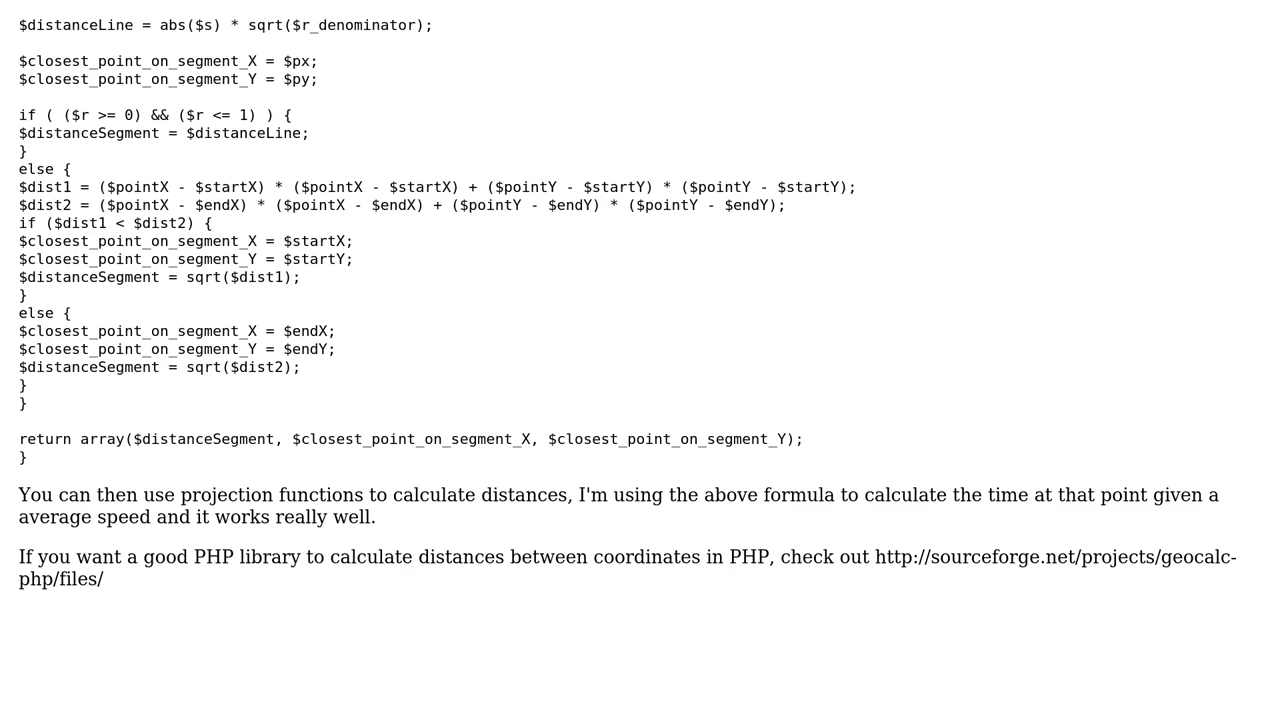 $distanceLine = abs($s) * sqrt($r_denominator);

$closest_point_on_segment_X = $px;
$closest_point_on_segment_Y = $py;

if ( ($r >= 0) && ($r <= 1) ) {
$distanceSegment = $distanceLine;
}
else {
$dist1 = ($pointX - $startX) * ($pointX - $startX) + ($pointY - $startY) * ($pointY - $startY);
$dist2 = ($pointX - $endX) * ($pointX - $endX) + ($pointY - $endY) * ($pointY - $endY);
if ($dist1 < $dist2) {
$closest_point_on_segment_X = $startX;
$closest_point_on_segment_Y = $startY;
$distanceSegment = sqrt($dist1);
}
else {
$closest_point_on_segment_X = $endX;
$closest_point_on_segment_Y = $endY;
$distanceSegment = sqrt($dist2);
}
}

return array($distanceSegment, $closest_point_on_segment_X, $closest_point_on_segment_Y);
}

You can then use projection functions to calculate distances, I'm using the above formula to calculate the time at that point given a
average speed and it works really well.

If you want a good PHP library to calculate distances between coordinates in PHP, check out http://sourceforge.net/projects/geocalc-
php/files/